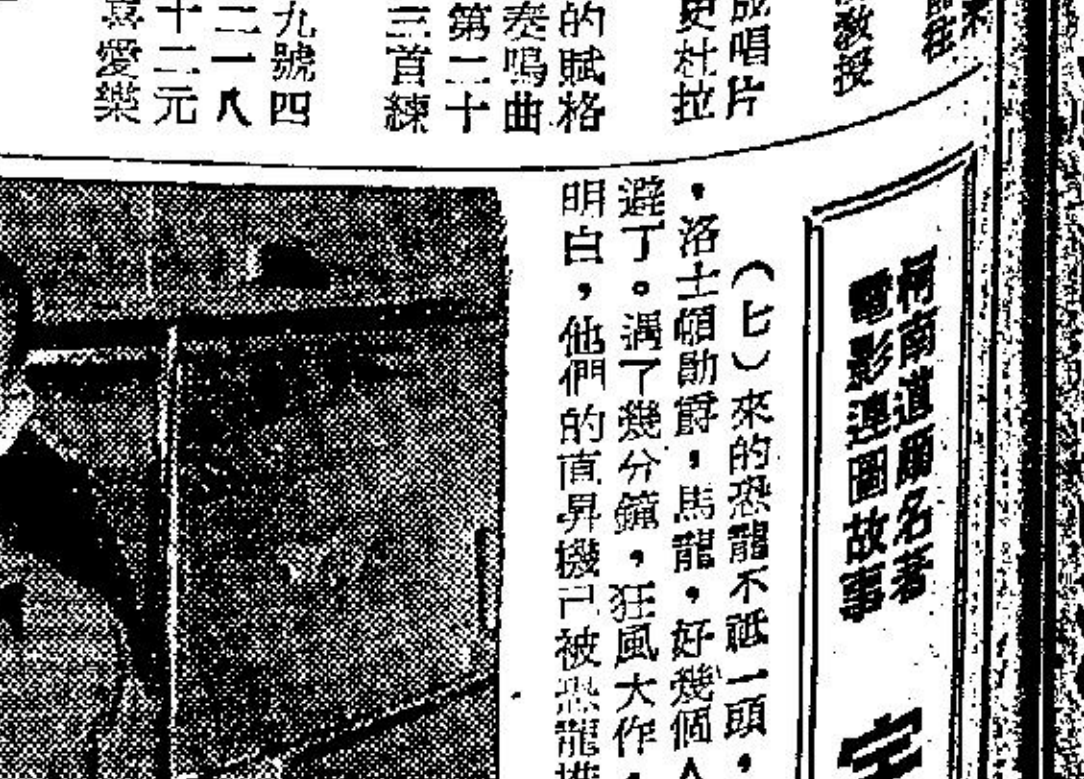 教授
成唱片
史杜拉
的賦格
奏鳴曲
第二十
三首練
九號四
二一八
十二元
喜愛樂
柯南道爾名著
電影連圖故事
（七）來的恐龍不祗一頭，
，洛士頓勛爵，馬龍，好幾個人
避了。過了幾分鐘，狂風大作，
明白，他們的直昇機已被恐龍